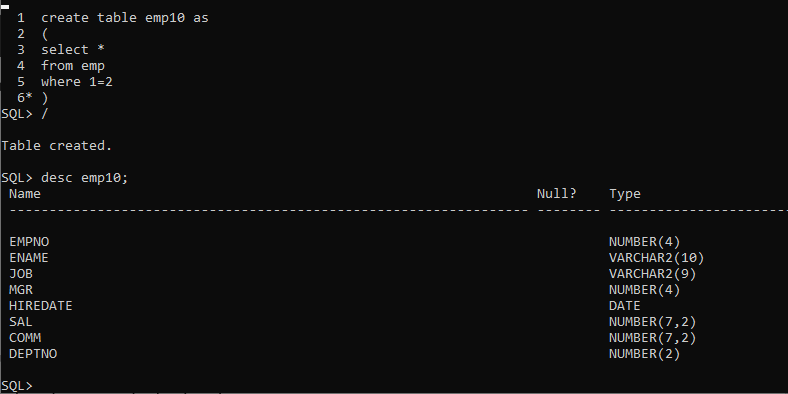 1 create table emp10 as
2 (
3 select *
4 from emp
5 where 1=2
6* )
SQL> /
Table created.
SQL> desc emp10;
Name Null? Type
----------------------------------------------------------------- -------- ----------------------
EMPNO NUMBER(4)
ENAME VARCHAR2(10)
JOB VARCHAR2(9)
MGR NUMBER(4)
HIREDATE DATE
SAL NUMBER(7,2)
COMM NUMBER(7,2)
DEPTNO NUMBER(2)
SQL>